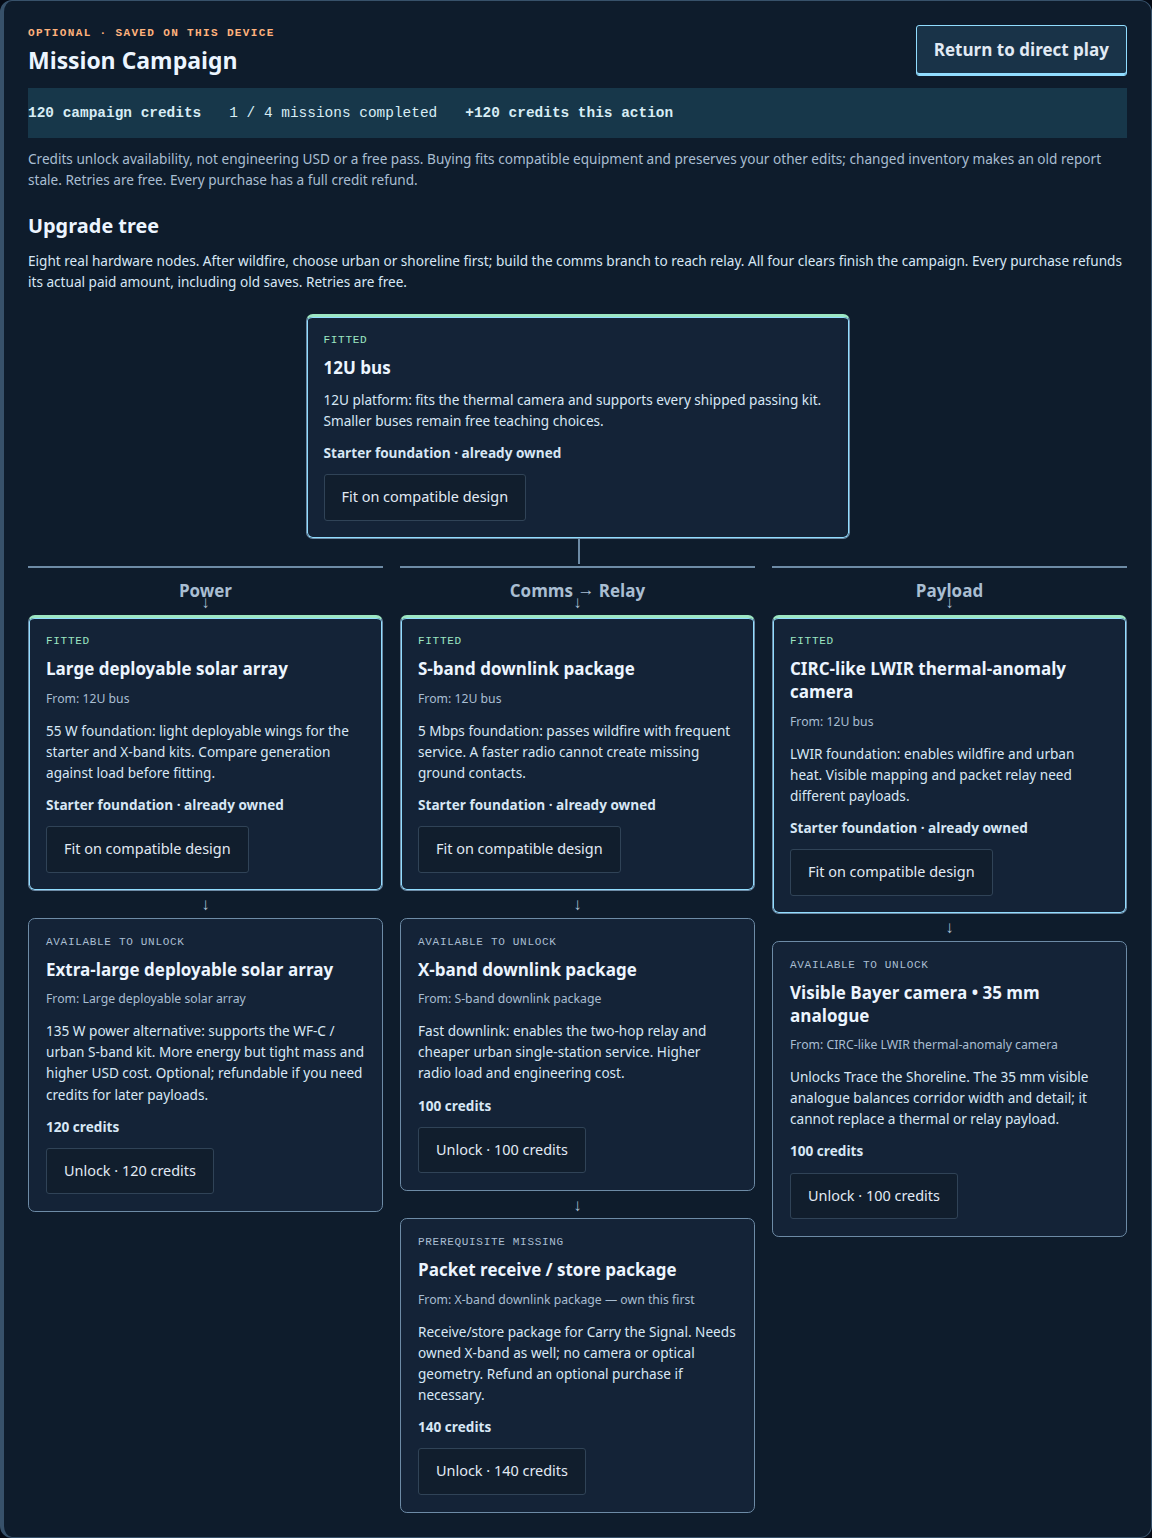 OPTIONAL · SAVED ON THIS DEVICE
Mission Campaign
Return to direct play
120 campaign credits 1 / 4 missions completed +120 credits this action
Credits unlock availability, not engineering USD or a free pass. Buying fits compatible equipment and preserves your other edits; changed inventory makes an old report
stale. Retries are free. Every purchase has a full credit refund.
Upgrade tree
Eight real hardware nodes. After wildfire, choose urban or shoreline first; build the comms branch to reach relay. All four clears finish the campaign. Every purchase refunds
its actual paid amount, including old saves. Retries are free.
FITTED
12U bus
12U platform: fits the thermal camera and supports every shipped passing kit.
Smaller buses remain free teaching choices.
Starter foundation · already owned
Fit on compatible design
Power
↓
FITTED
Large deployable solar array
From: 12U bus
55 W foundation: light deployable wings for the
starter and X-band kits. Compare generation
against load before fitting.
Starter foundation · already owned
Fit on compatible design
↓
AVAILABLE TO UNLOCK
Extra-large deployable solar array
From: Large deployable solar array
135 W power alternative: supports the WF-C /
urban S-band kit. More energy but tight mass and
higher USD cost. Optional; refundable if you need
credits for later payloads.
120 credits
Unlock · 120 credits
Comms → Relay
↓
FITTED
S-band downlink package
From: 12U bus
5 Mbps foundation: passes wildfire with frequent
service. A faster radio cannot create missing
ground contacts.
Starter foundation · already owned
Fit on compatible design
↓
AVAILABLE TO UNLOCK
X-band downlink package
From: S-band downlink package
Fast downlink: enables the two-hop relay and
cheaper urban single-station service. Higher
radio load and engineering cost.
100 credits
Unlock · 100 credits
↓
PREREQUISITE MISSING
Packet receive / store package
From: X-band downlink package — own this first
Receive/store package for Carry the Signal. Needs
owned X-band as well; no camera or optical
geometry. Refund an optional purchase if
necessary.
140 credits
Unlock · 140 credits
Payload
↓
FITTED
CIRC-like LWIR thermal-anomaly
camera
From: 12U bus
LWIR foundation: enables wildfire and urban
heat. Visible mapping and packet relay need
different payloads.
Starter foundation · already owned
Fit on compatible design
↓
AVAILABLE TO UNLOCK
Visible Bayer camera • 35 mm
analogue
From: CIRC-like LWIR thermal-anomaly camera
Unlocks Trace the Shoreline. The 35 mm visible
analogue balances corridor width and detail; it
cannot replace a thermal or relay payload.
100 credits
Unlock · 100 credits